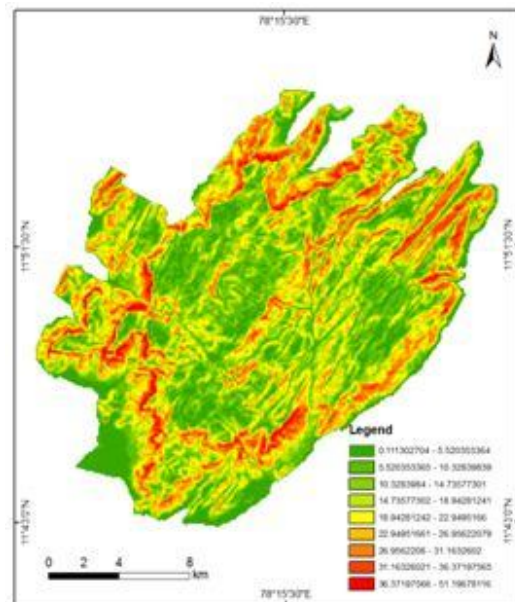 78°15'30"E
N
11°51'30"N
11°51'30"N
Legend
0.111302704 - 5.520353364
5.520353365 - 10.32839839
10.3283984 - 14.73577301
14.73577302 - 18.94281241
18.94281242 - 22.9495166
22.94951661 - 26.95622079
26.9562208 - 31.1632602
31.16326021 - 36.37197565
36.37197566 - 51.19678116
11°43'0"N
11°43'0"N
0 2 4 8
km
78°15'30"E